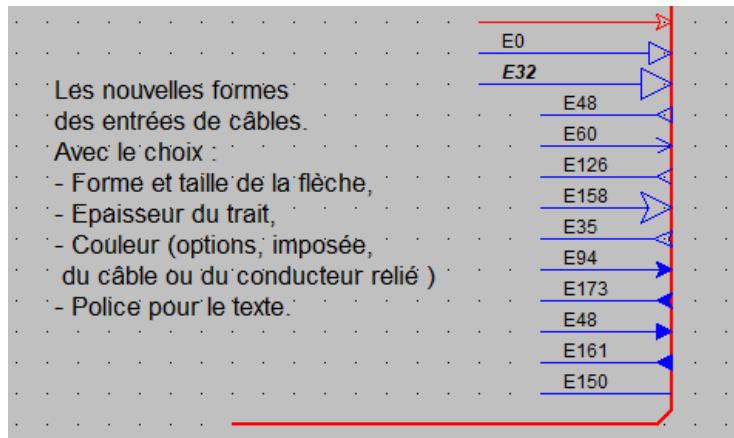 E0
E32
Les nouvelles formes
des entrées de câbles.
Avec le choix :
- Forme et taille de la flèche,
- Epaisseur du trait,
- Couleur (options, imposée,
du câble ou du conducteur relié )
- Police pour le texte.
E48
E60
E126
E158
E35
E94
E173
E48
E161
E150